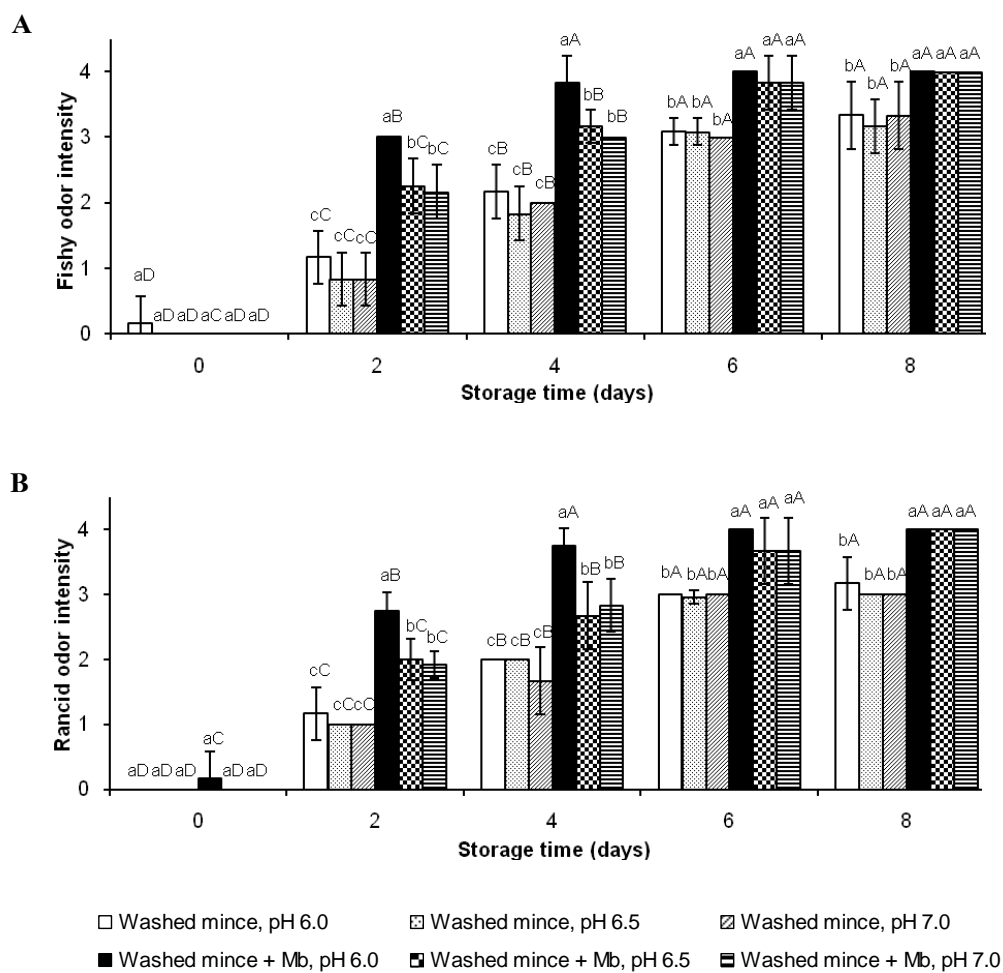 A
Fishy odor intensity
4
3
2
1
0
aD
aD aD aC aD aD
cC
cC cC
aB
bC
bC
cB
cB
cB
aA
bB
bB
bA
bA
bA
aA
aA aA
bA
bA
bA
aA aA aA
0 2 4 6 8
Storage time (days)
B
Rancid odor intensity
4
3
2
1
0
aD aD aD
aC
aD aD
cC
cC cC
aB
bC
bC
cB
cB
cB
aA
bB
bB
bA
bA bA
aA
aA
aA
bA
bA bA
aA aA aA
0 2 4 6 8
Storage time (days)
Washed mince, pH 6.0 Washed mince, pH 6.5 Washed mince, pH 7.0
Washed mince + Mb, pH 6.0 Washed mince + Mb, pH 6.5 Washed mince + Mb, pH 7.0